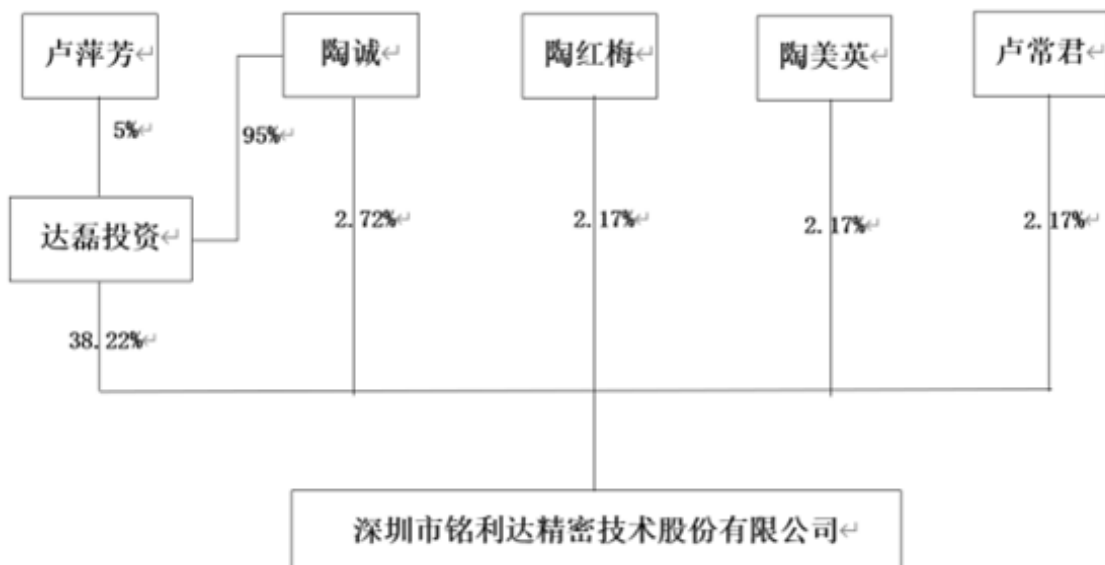 卢萍芳
陶诚
陶红梅
陶美英
卢常君
5%
95%
达磊投资
2.72%
2.17%
2.17%
2.17%
38.22%
深圳市铭利达精密技术股份有限公司